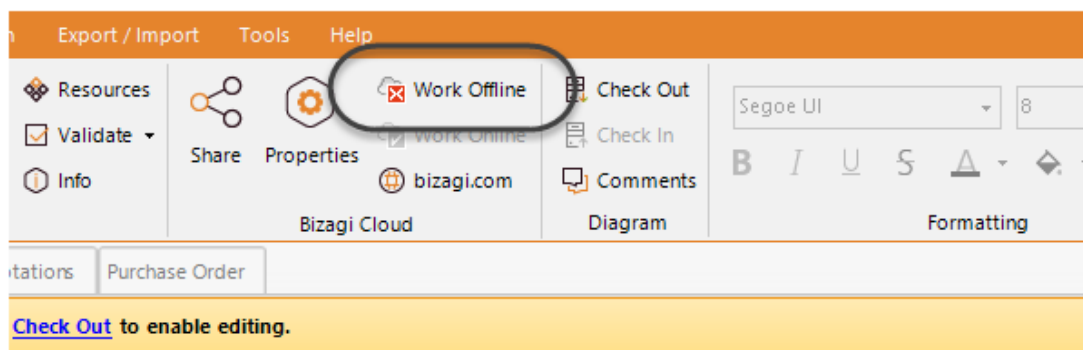 Export / Import Tools Help
Resources
Validate
Info
Share
Properties
Work Offline
Work Online
bizagi.com
Bizagi Cloud
Check Out
Check In
Comments
Diagram
Segoe UI 8
B I U S A
Formatting
Purchase Order
Check Out to enable editing.